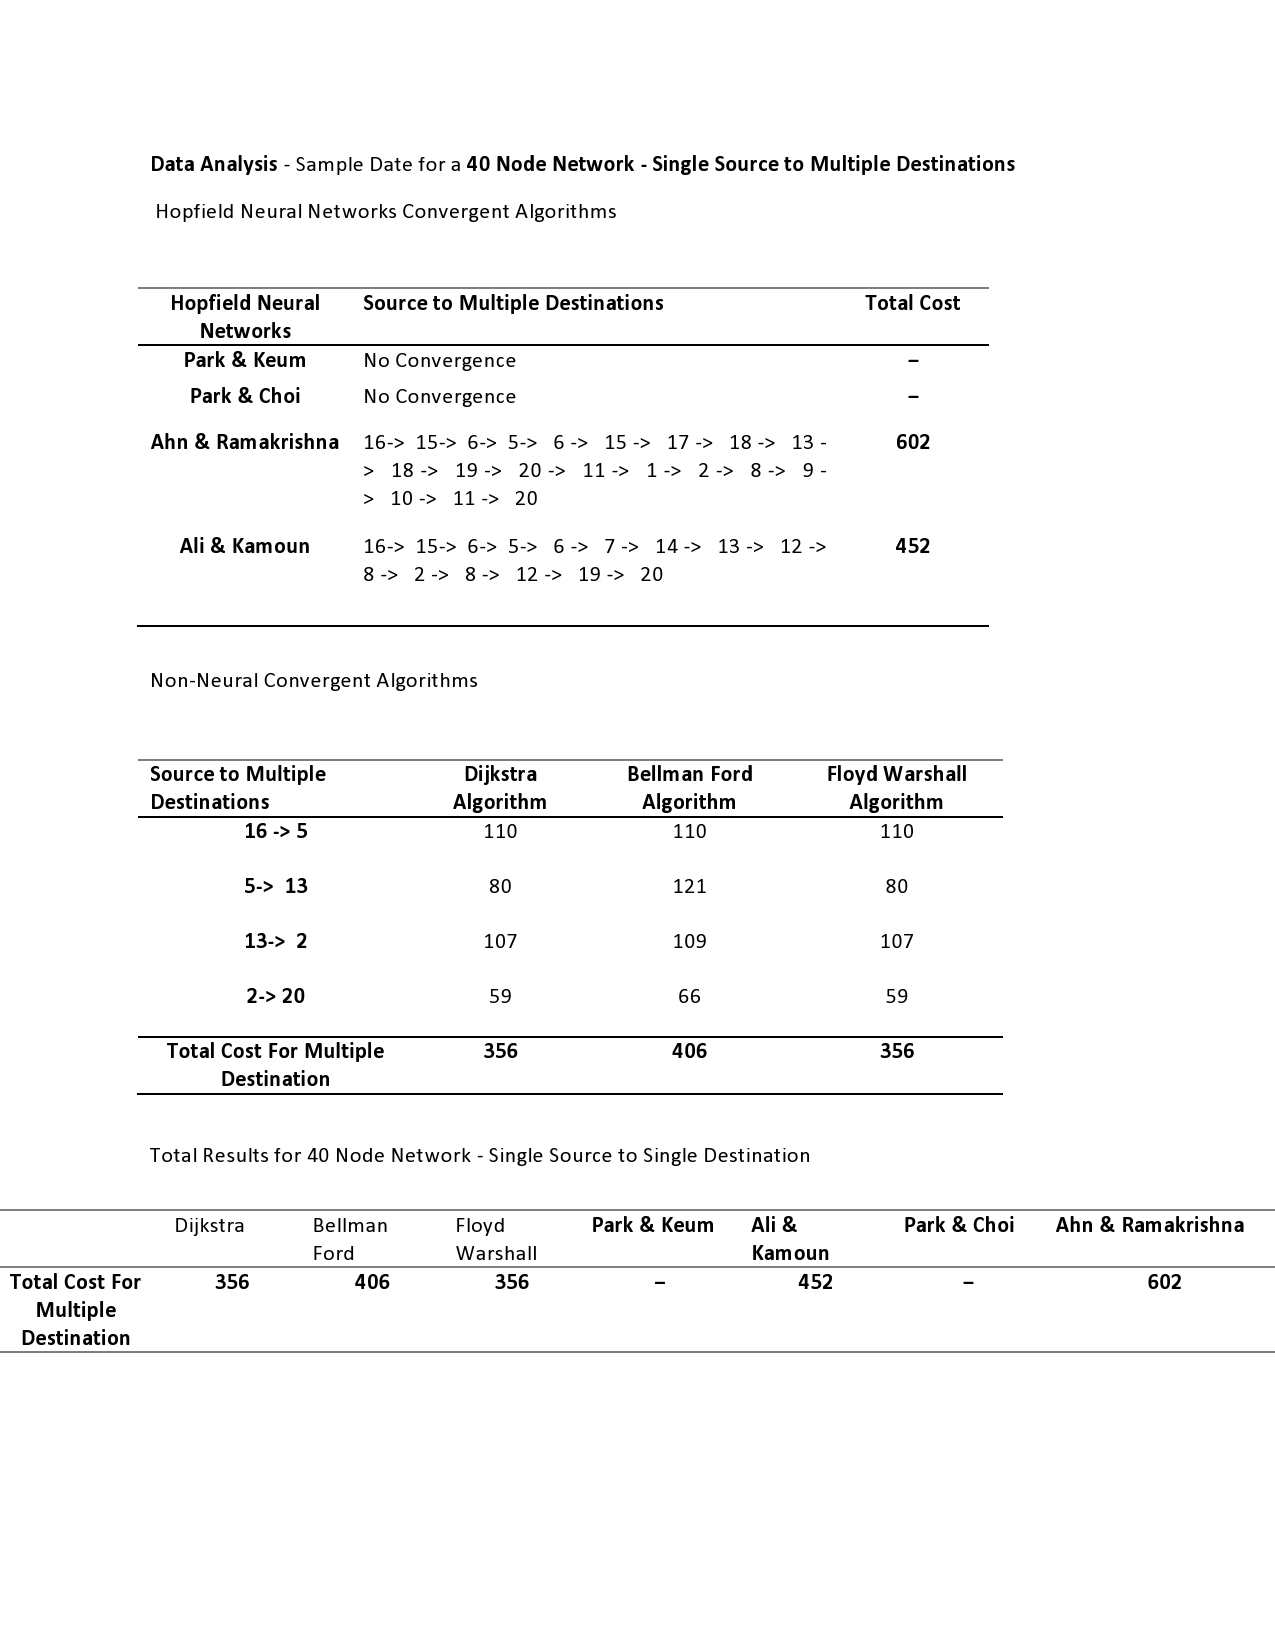 Data Analysis - Sample Date for a 40 Node Network - Single Source to Multiple Destinations
Hopfield Neural Networks Convergent Algorithms
Hopfield Neural Source to Multiple Destinations Total Cost
Networks
Park & Keum No Convergence –
Park & Choi No Convergence –
Ahn & Ramakrishna 16-> 15-> 6-> 5-> 6 -> 15 -> 17 -> 18 -> 13 - 602
> 18 -> 19 -> 20 -> 11 -> 1 -> 2 -> 8 -> 9 -
> 10 -> 11 -> 20
Ali & Kamoun 16-> 15-> 6-> 5-> 6 -> 7 -> 14 -> 13 -> 12 -> 452
8 -> 2 -> 8 -> 12 -> 19 -> 20
Non-Neural Convergent Algorithms
Source to Multiple Dijkstra Bellman Ford Floyd Warshall
Destinations Algorithm Algorithm Algorithm
16 -> 5 110 110 110
5-> 13 80 121 80
13-> 2 107 109 107
2-> 20 59 66 59
Total Cost For Multiple 356 406 356
Destination
Total Results for 40 Node Network - Single Source to Single Destination
Dijkstra Bellman Floyd Park & Keum Ali & Park & Choi Ahn & Ramakrishna
Ford Warshall Kamoun
Total Cost For 356 406 356 – 452 – 602
Multiple
Destination